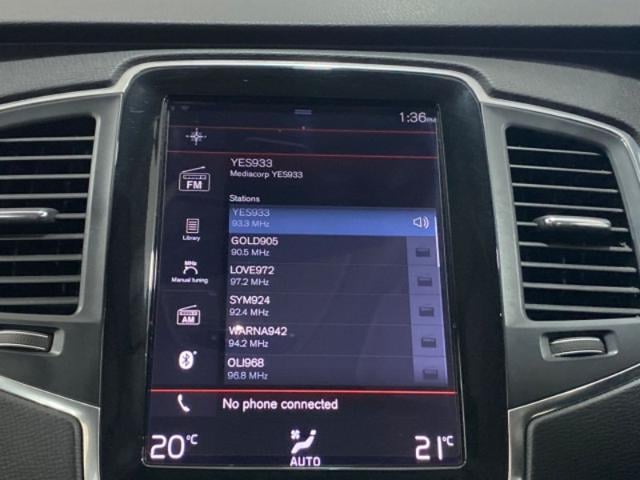 1:36PM
YES933
Mediacorp YES933
FM
Stations
YES933
93.3 MHz
Library
GOLD905
90.5 MHz
MHz
Manual tuning
LOVE972
97.2 MHz
SYM924
92.4 MHz
AM
WARNA942
94.2 MHz
OLI968
96.8 MHz
No phone connected
20°C
AUTO
21°C